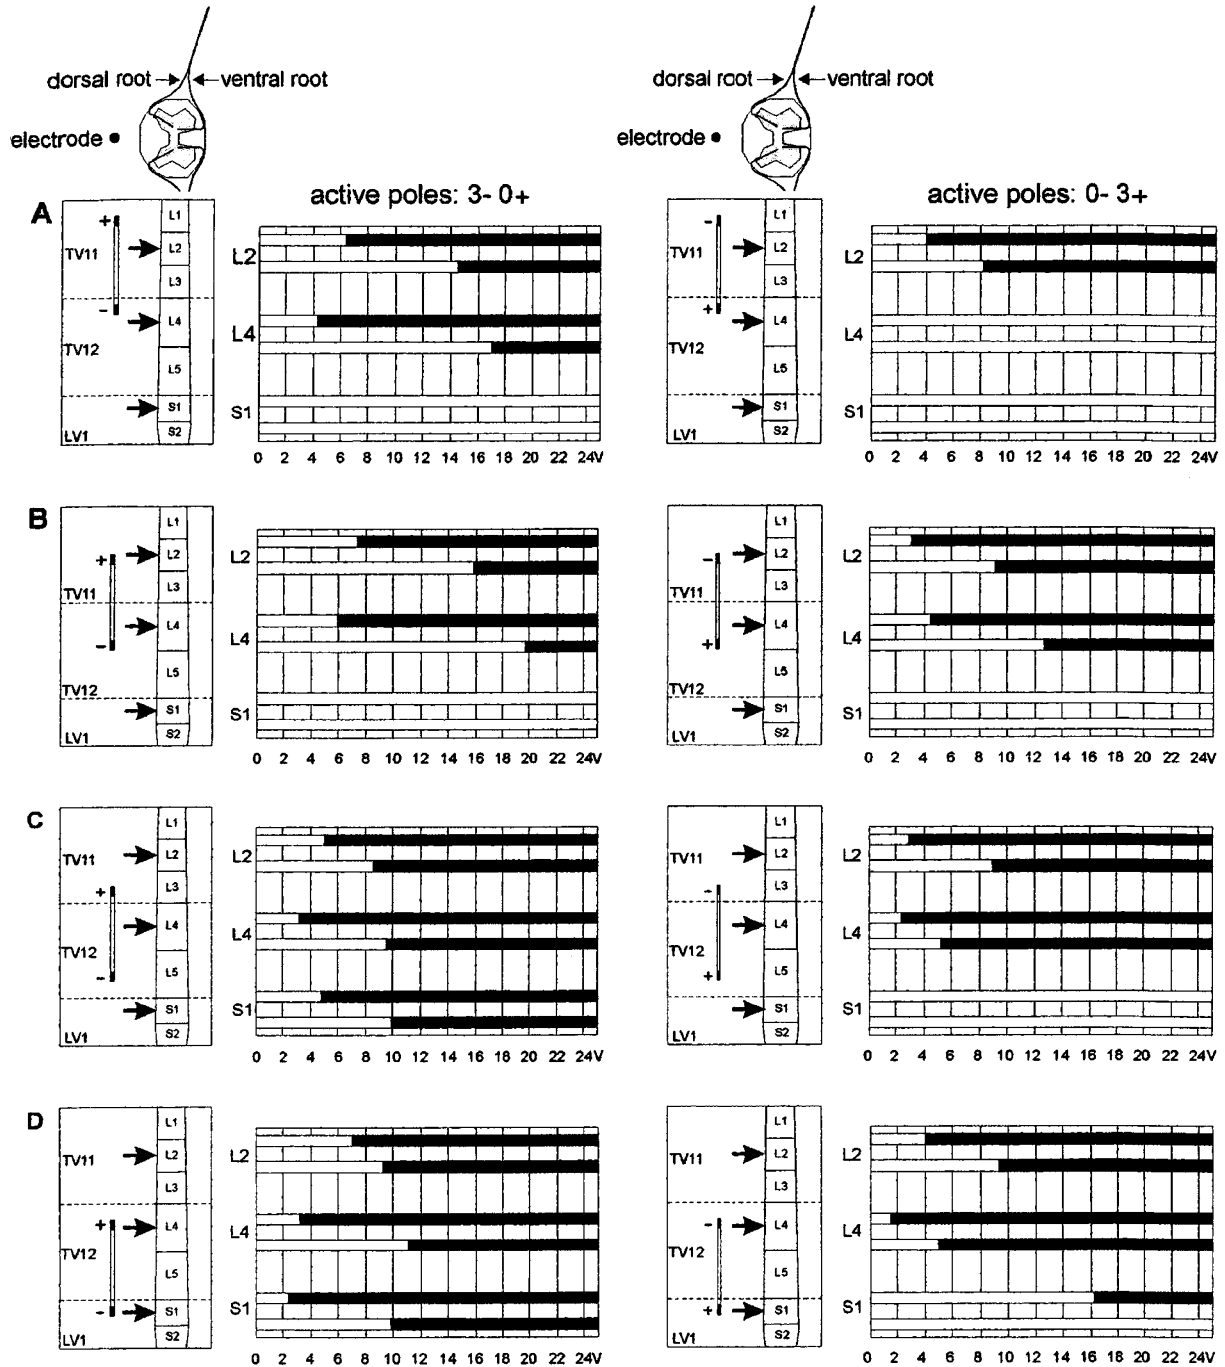 dorsal root ventral root dorsal root ventral root
electrode electrode
active poles: 3- 0+ active poles: 0- 3+
A
+ L1 - L1
TV11 L2 L2 TV11 L2 L2
L3 L3
- L4 L4 + L4 L4
TV12 TV12
L5 L5
S1 S1 S1 S1
LV1 S2 LV1 S2
0 2 4 6 8 10 12 14 16 18 20 22 24V 0 2 4 6 8 10 12 14 16 18 20 22 24V
B
L1 L1
+ L2 L2 - L2 L2
TV11 L3 TV11 L3
L4 L4 L4 L4
- +
L5 L5
TV12 TV12
S1 S1 S1 S1
LV1 S2 LV1 S2
0 2 4 6 8 10 12 14 16 18 20 22 24V 0 2 4 6 8 10 12 14 16 18 20 22 24V
C
L1 L1
TV11 L2 L2 TV11 L2 L2
+ L3 - L3
L4 L4 L4 L4
TV12 TV12
- L5 + L5
S1 S1 S1 S1
LV1 S2 LV1 S2
0 2 4 6 8 10 12 14 16 18 20 22 24V 0 2 4 6 8 10 12 14 16 18 20 22 24V
D
L1 L1
TV11 L2 L2 TV11 L2 L2
L3 L3
+ L4 L4 - L4 L4
TV12 TV12
L5 L5
- S1 S1 + S1 S1
LV1 S2 LV1 S2
0 2 4 6 8 10 12 14 16 18 20 22 24V 0 2 4 6 8 10 12 14 16 18 20 22 24V